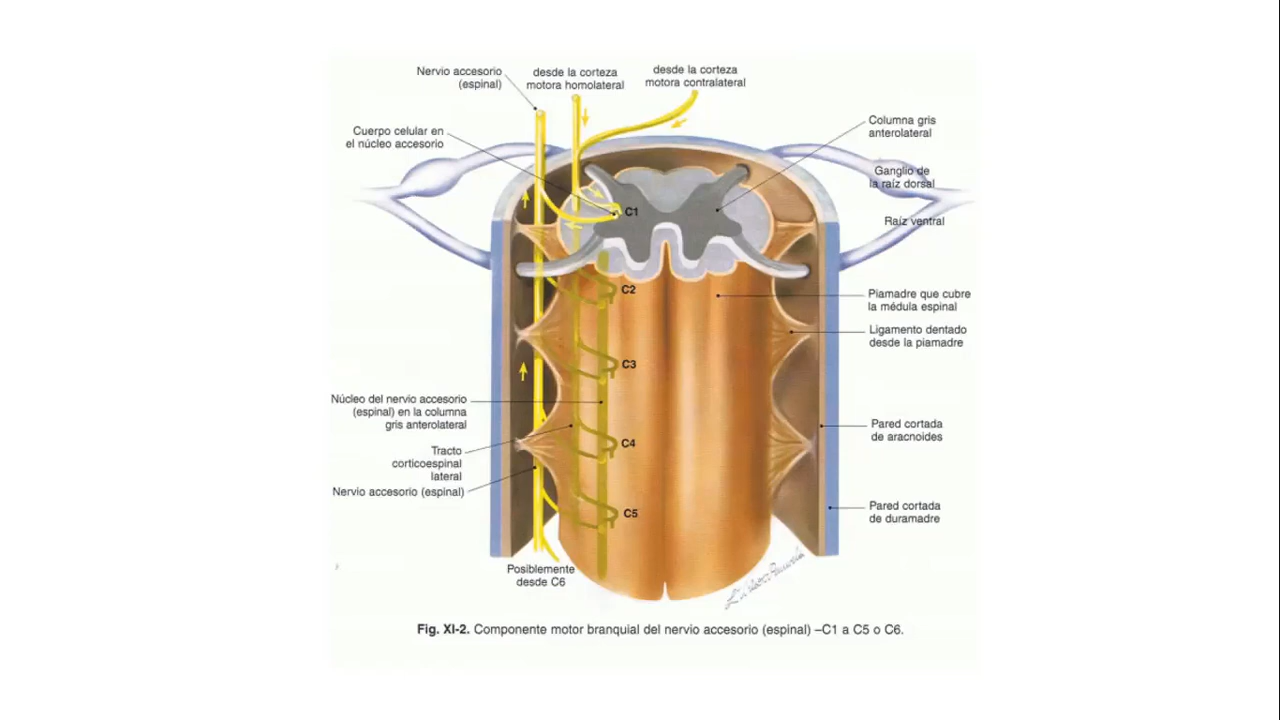 Nervio accesorio
(espinal)
desde la corteza
motora homolateral
desde la corteza
motora contralateral
Cuerpo celular en
el núcleo accesorio
Columna gris
anterolateral
Ganglio de
la raíz dorsal
Raíz ventral
C1
C2
Piamadre que cubre
la médula espinal
Ligamento dentado
desde la piamadre
C3
Núcleo del nervio accesorio
(espinal) en la columna
gris anterolateral
C4
Pared cortada
de aracnoides
Tracto
corticoespinal
lateral
Nervio accesorio (espinal)
C5
Pared cortada
de duramadre
Posiblemente
desde C6
Fig. XI-2. Componente motor branquial del nervio accesorio (espinal) –C1 a C5 o C6.